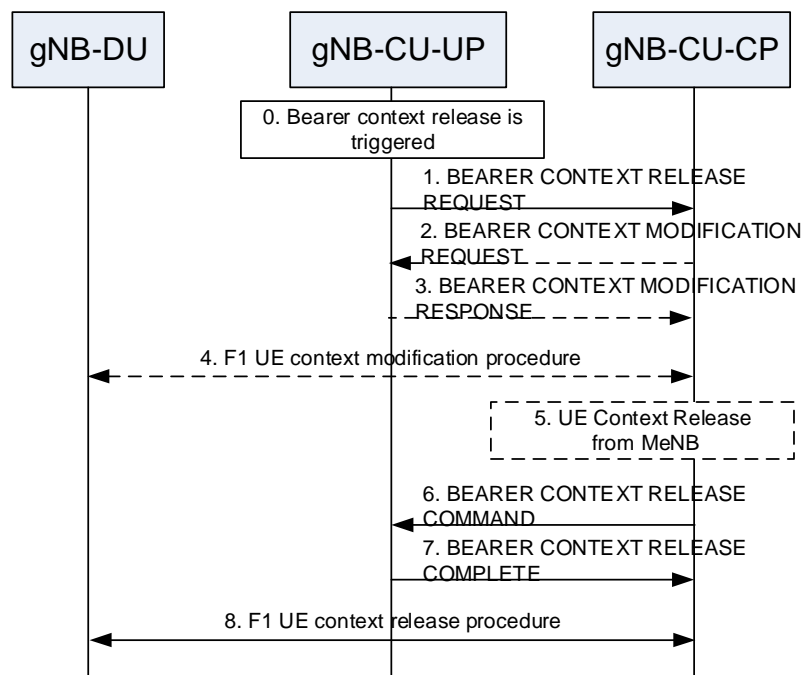 gNB-DU
gNB-CU-UP
gNB-CU-CP
0. Bearer context release is
triggered
1. BEARER CONTEXT RELEASE
REQUEST
2. BEARER CONTEXT MODIFICATION
REQUEST
3. BEARER CONTEXT MODIFICATION
RESPONSE
4. F1 UE context modification procedure
5. UE Context Release
from MeNB
6. BEARER CONTEXT RELEASE
COMMAND
7. BEARER CONTEXT RELEASE
COMPLETE
8. F1 UE context release procedure